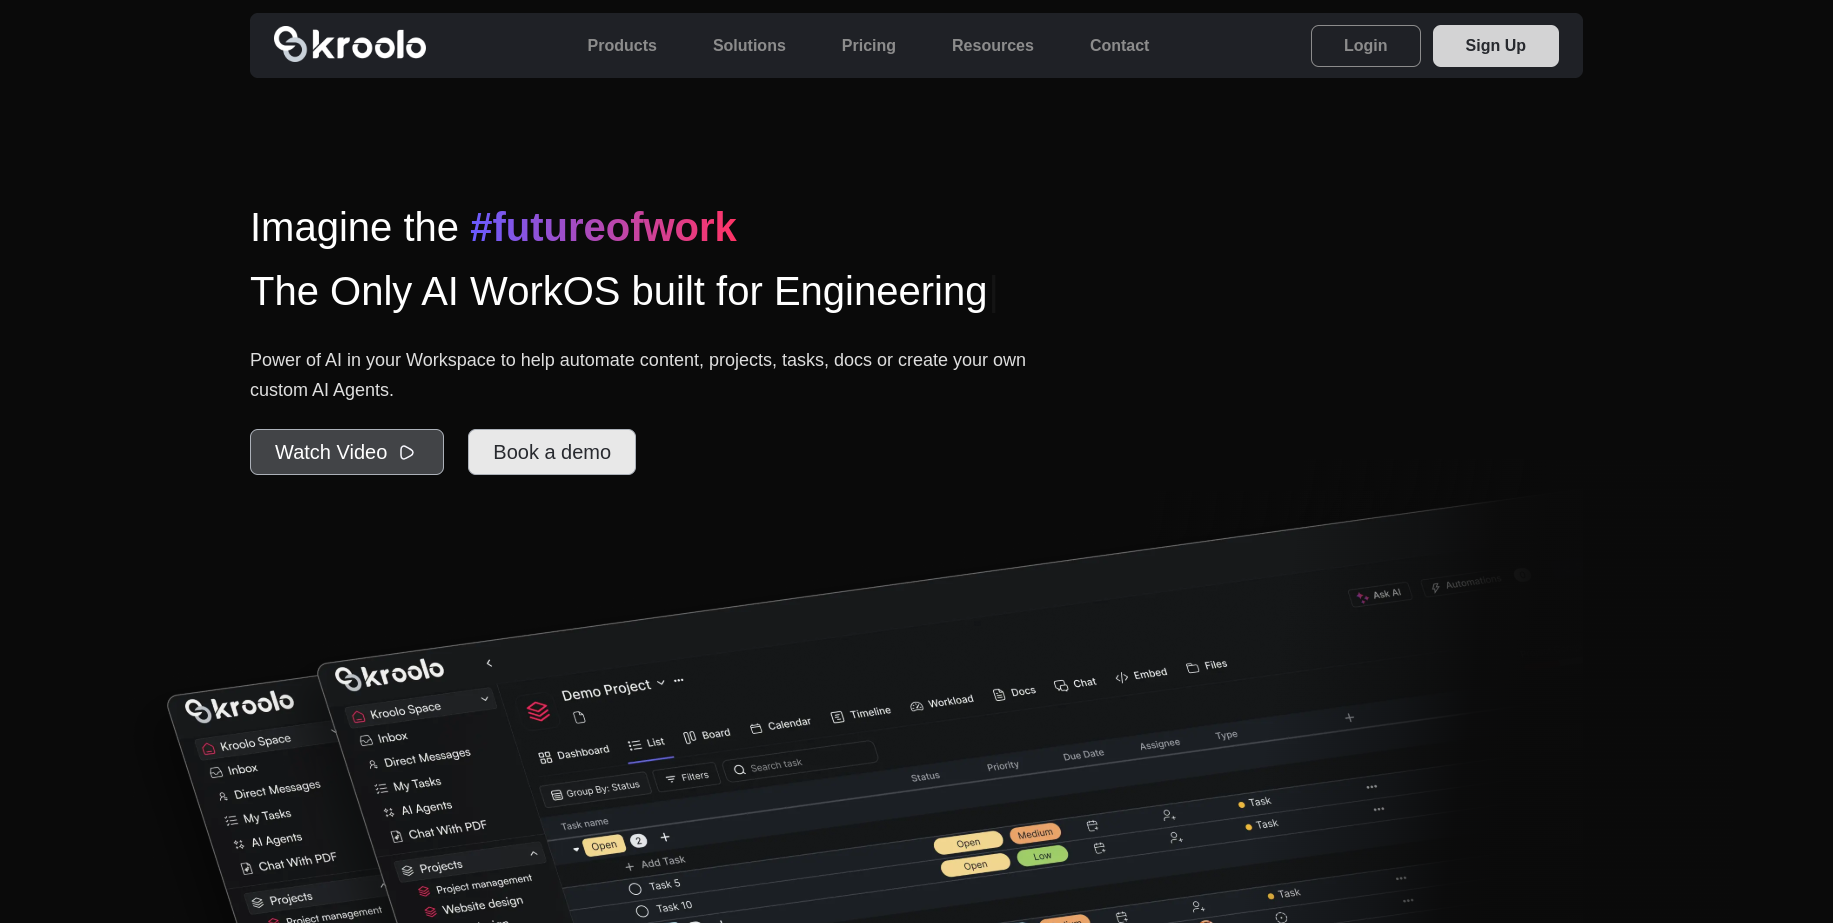 kroolo
Products
Solutions
Pricing
Resources
Contact
Login
Sign Up
Imagine the #futureofwork
The Only AI WorkOS built for Engineering
Power of AI in your Workspace to help automate content, projects, tasks, docs or create your own
custom AI Agents.
Watch Video
Book a demo
kroolo
Kroolo Space
Inbox
Direct Messages
My Tasks
AI Agents
Chat With PDF
Projects
Project management
kroolo
Kroolo Space
Inbox
Direct Messages
My Tasks
AI Agents
Chat With PDF
Projects
Project management
Website design
Demo Project
Ask AI
Automations
Dashboard
List
Board
Calendar
Timeline
Workload
Docs
Chat
Embed
Files
Group By: Status
Filters
Search task
Task name
Status
Priority
Due Date
Assignee
Type
Open 2
Add Task
Task 5
Open
Medium
Task
Task 10
Open
Low
Task
Medium
Task